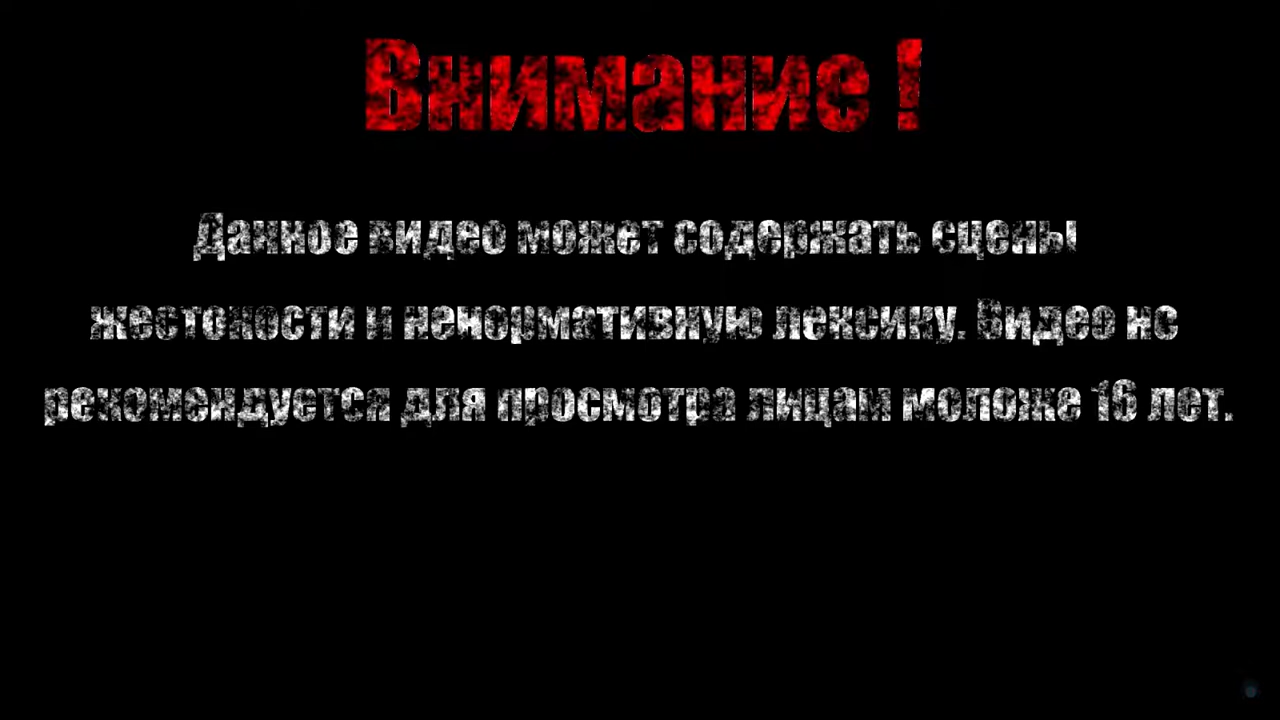 Внимание !
Данное видео может содержать сцены
жестокости и ненормативную лексику. Видео не
рекомендуется для просмотра лицам моложе 16 лет.